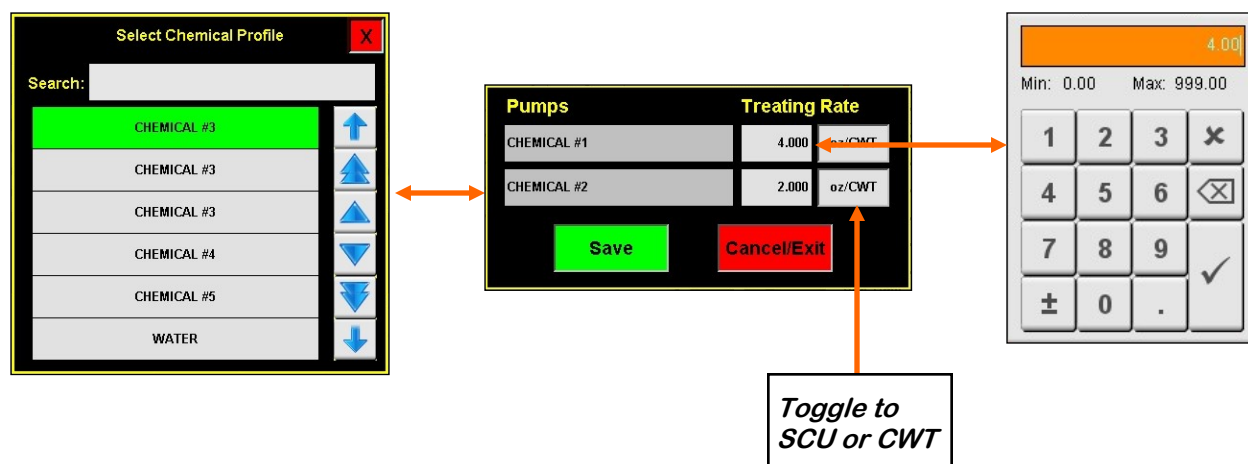 Select Chemical Profile
X
Search:
CHEMICAL #3
CHEMICAL #3
CHEMICAL #3
CHEMICAL #4
CHEMICAL #5
WATER
Pumps Treating Rate
CHEMICAL #1 4.000 oz/CWT
CHEMICAL #2 2.000 oz/CWT
Save Cancel/Exit
Toggle to
SCU or CWT
4.00
Min: 0.00 Max: 999.00
1 2 3
4 5 6
7 8 9
± 0 .